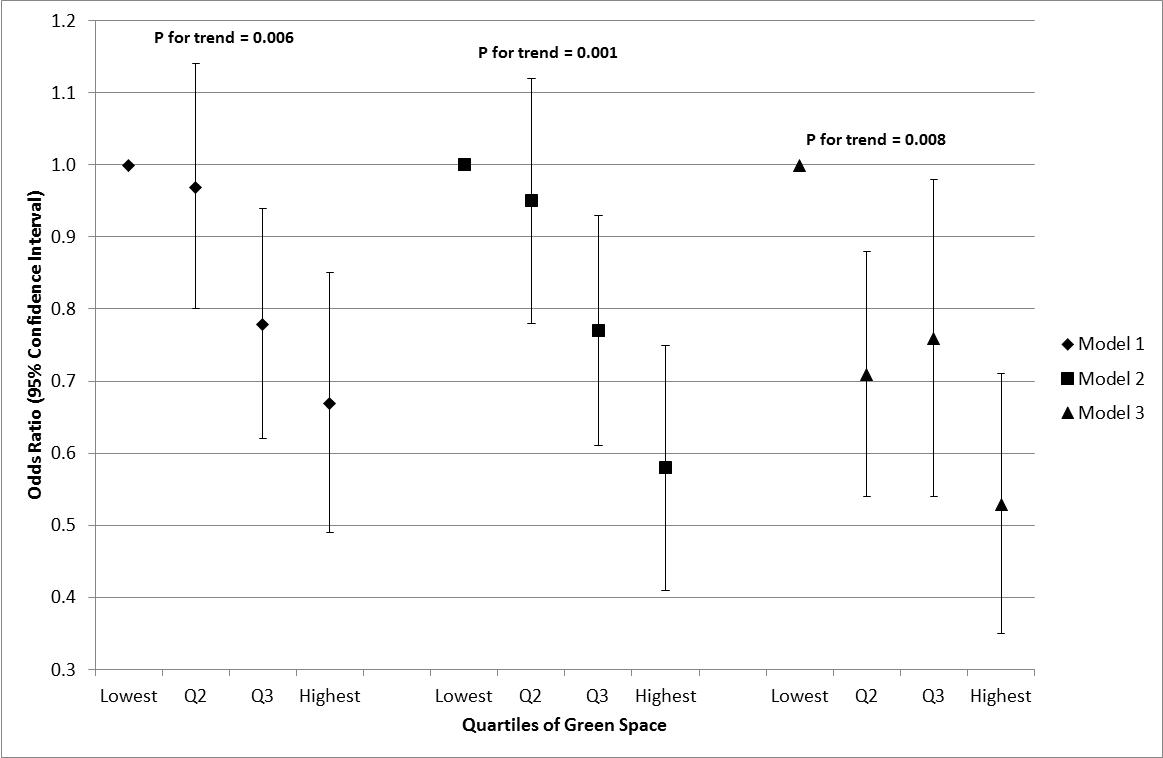 1.2
P for trend = 0.006
P for trend = 0.001
1.1
P for trend = 0.008
1.0
0.9
0.8
0.7
0.6
0.5
0.4
0.3
Odds Ratio (95% Confidence Interval)
Model 1
Model 2
Model 3
Lowest Q2 Q3 Highest Lowest Q2 Q3 Highest Lowest Q2 Q3 Highest
Quartiles of Green Space